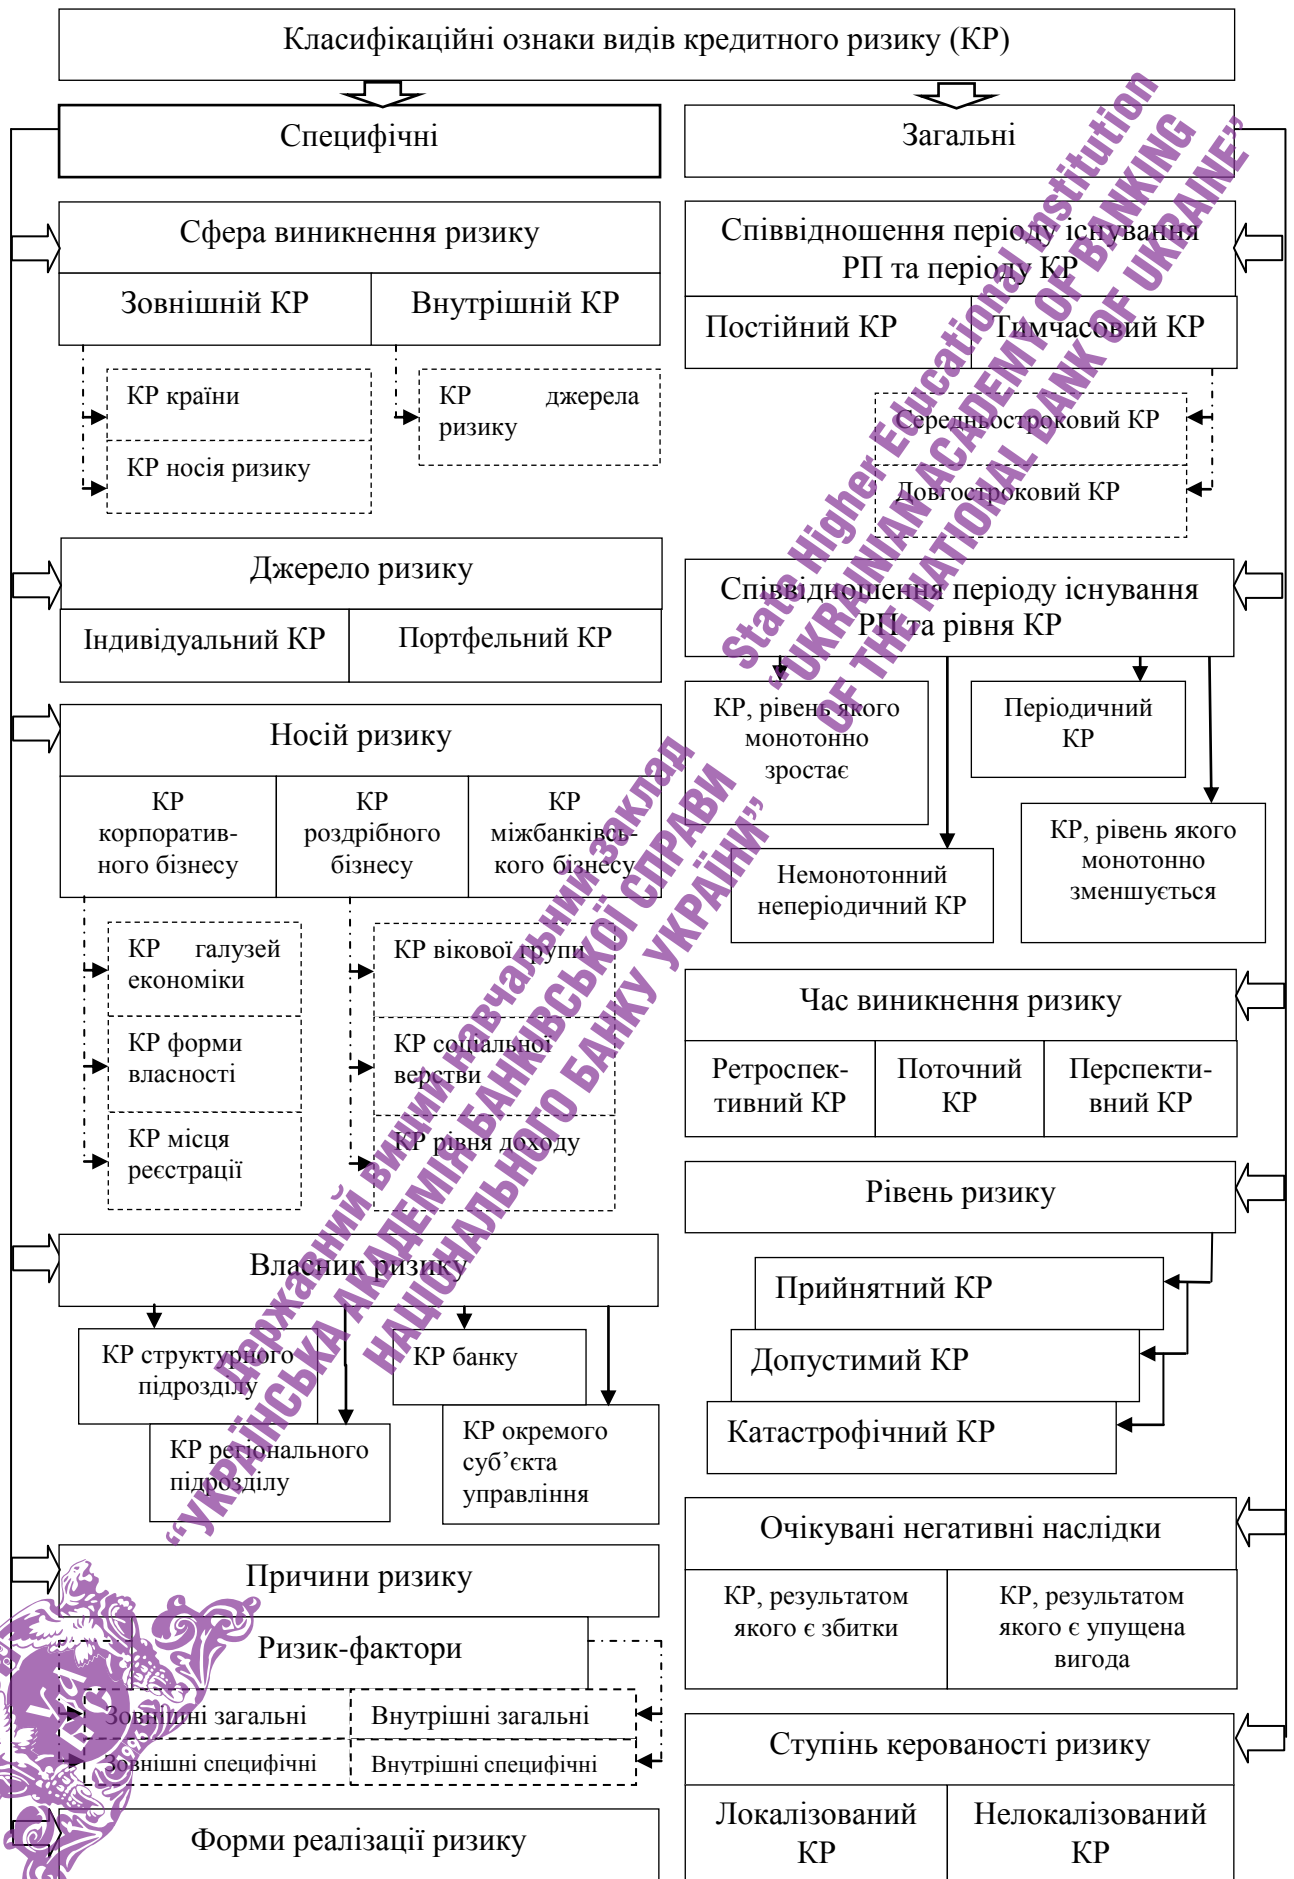 Класифікаційні ознаки видів кредитного ризику (КР)
Специфічні
Сфера виникнення ризику
Зовнішній КР
Внутрішній КР
КР країни
КР носія ризику
КР джерела
ризику
Джерело ризику
Індивідуальний КР
Портфельний КР
Носій ризику
КР
корпоратив-
ного бізнесу
КР
роздрібного
бізнесу
КР
міжбанківсь-
кого бізнесу
КР галузей
економіки
КР форми
власності
КР місця
реєстрації
КР вікової групи
КР соціальної
верстви
КР рівня доходу
Власник ризику
КР структурного
підрозділу
КР банку
КР регіонального
підрозділу
КР окремого
суб’єкта
управління
Причини ризику
Ризик-фактори
Зовнішні загальні
Внутрішні загальні
Зовнішні специфічні
Внутрішні специфічні
Форми реалізації ризику
Загальні
Співвідношення періоду існування
РП та періоду КР
Постійний КР
Тимчасовий КР
Середньостроковий КР
Довгостроковий КР
Співвідношення періоду існування
РП та рівня КР
КР, рівень якого
монотонно
зростає
Періодичний
КР
Немонотонний
неперіодичний КР
КР, рівень якого
монотонно
зменшується
Час виникнення ризику
Ретроспек-
тивний КР
Поточний
КР
Перспекти-
вний КР
Рівень ризику
Прийнятний КР
Допустимий КР
Катастрофічний КР
Очікувані негативні наслідки
КР, результатом
якого є збитки
КР, результатом
якого є упущена
вигода
Ступінь керованості ризику
Локалізований
КР
Нелокалізований
КР
Державний вищий навчальний заклад
“УКРАЇНСЬКА АКАДЕМІЯ БАНКІВСЬКОЇ СПРАВИ
НАЦІОНАЛЬНОГО БАНКУ УКРАЇНИ”
State Higher Educational Institution
“UKRAINIAN ACADEMY OF BANKING
OF THE NATIONAL BANK OF UKRAINE”
1996